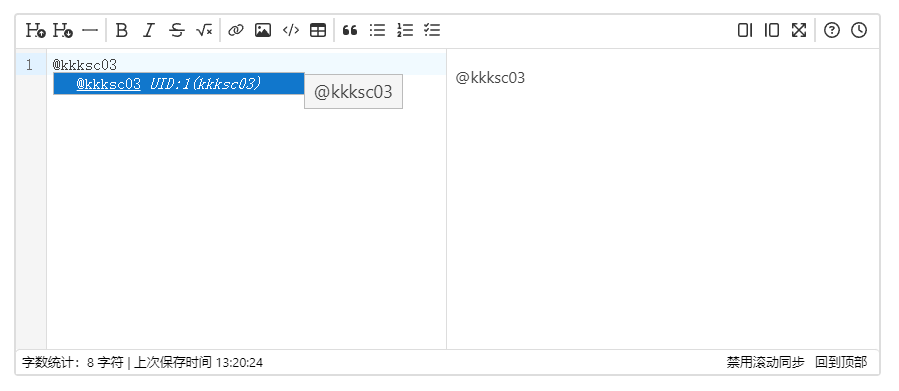 1 @kkksc03
@kkksc03 UID:1(kkksc03)
@kkksc03
@kkksc03
字数统计：8 字符 | 上次保存时间 13:20:24
禁用滚动同步 回到顶部